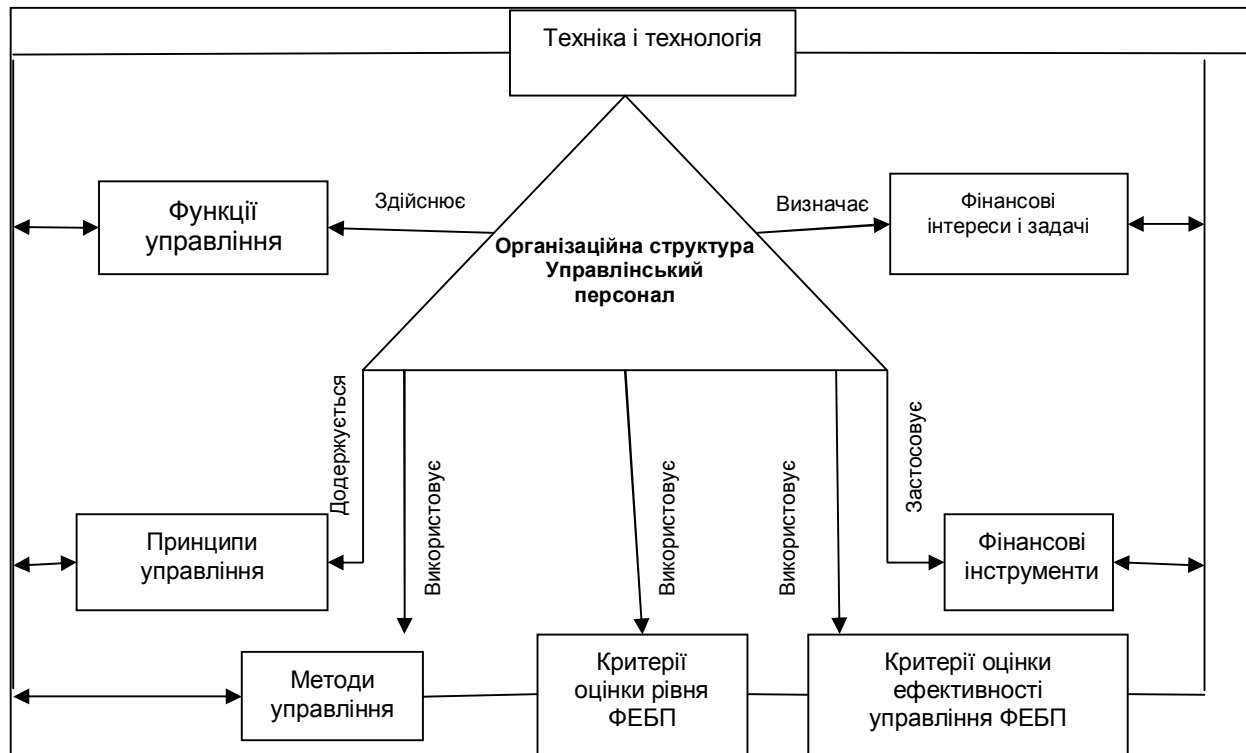 Техніка і технологія
Здійснює
Визначає
Функції
управління
Фінансові
інтереси і задачі
Організаційна структура
Управлінський
персонал
Додержується
Використовує
Використовує
Використовує
Застосовує
Принципи
управління
Фінансові
інструменти
Методи
управління
Критерії
оцінки рівня
ФЕБП
Критерії оцінки
ефективності
управління ФЕБП